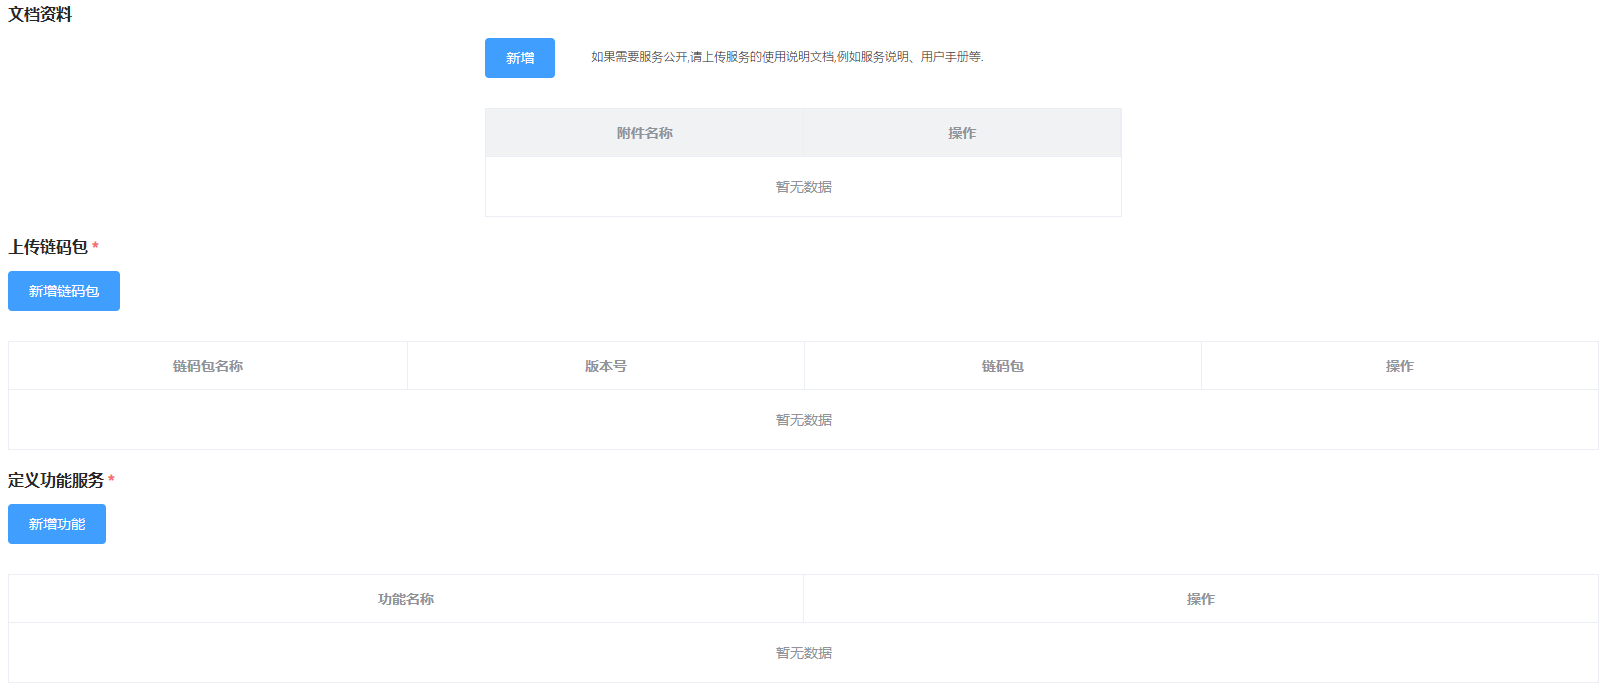 文档资料
新增 如果需要服务公开,请上传服务的使用说明文档,例如服务说明、用户手册等.
附件名称 操作
暂无数据
上传链码包 *
新增链码包
链码包名称 版本号 链码包 操作
暂无数据
定义功能服务 *
新增功能
功能名称 操作
暂无数据